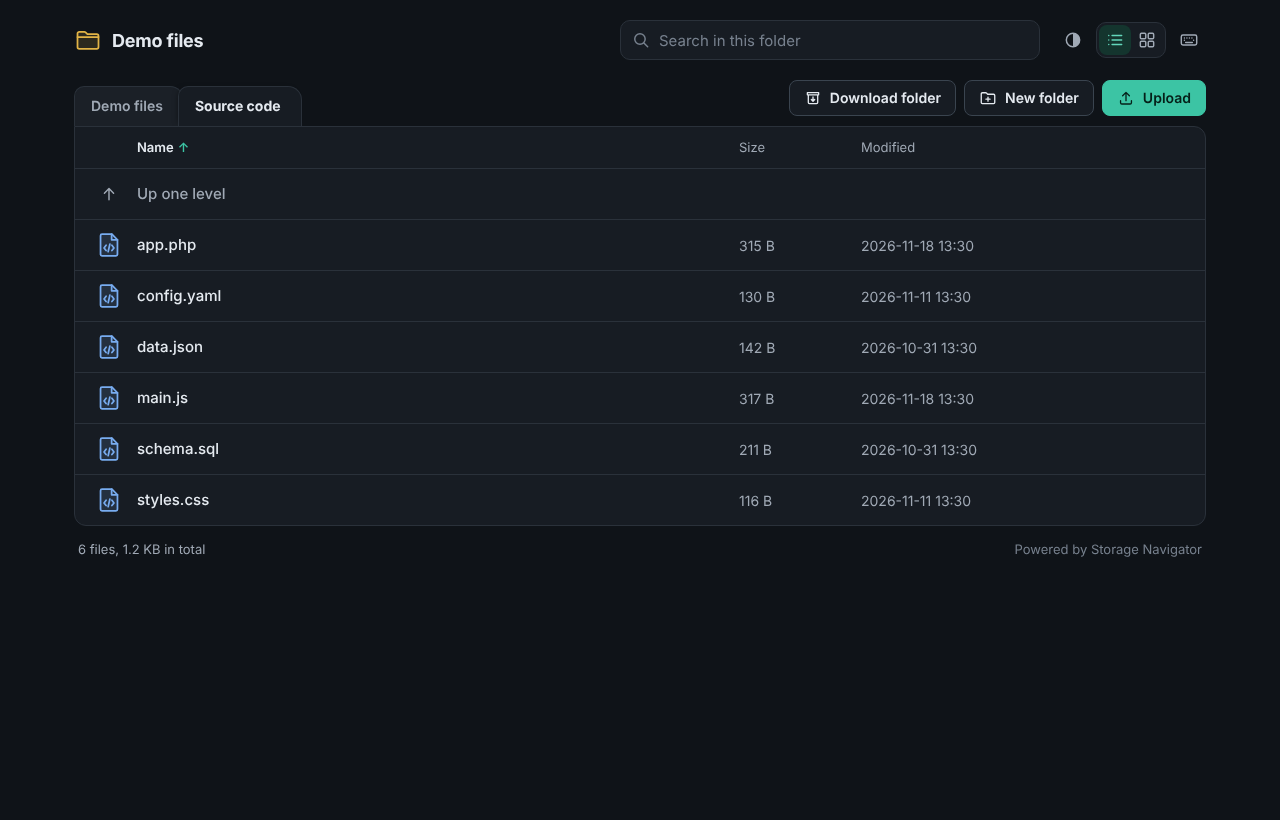 Demo files
Search in this folder
Demo files
Source code
Download folder
New folder
Upload
Name Size Modified
Up one level
app.php 315 B 2026-11-18 13:30
config.yaml 130 B 2026-11-11 13:30
data.json 142 B 2026-10-31 13:30
main.js 317 B 2026-11-18 13:30
schema.sql 211 B 2026-10-31 13:30
styles.css 116 B 2026-11-11 13:30
6 files, 1.2 KB in total
Powered by Storage Navigator